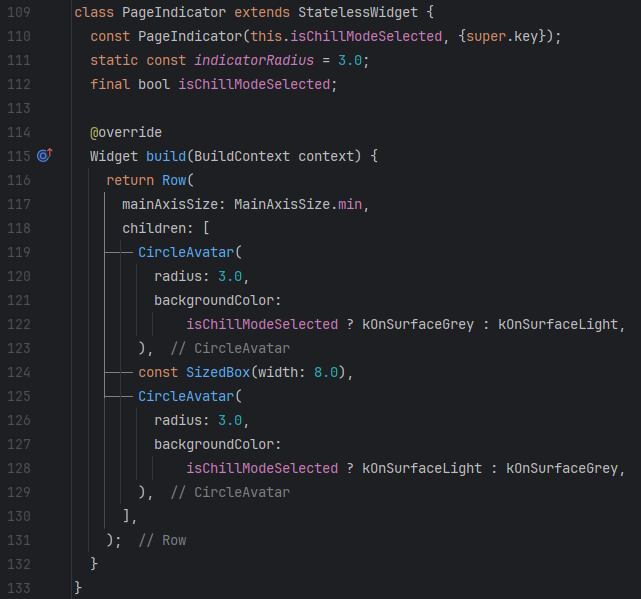 109 class PageIndicator extends StatelessWidget {
110   const PageIndicator(this.isChillModeSelected, {super.key});
111   static const indicatorRadius = 3.0;
112   final bool isChillModeSelected;
113
114   @override
115   Widget build(BuildContext context) {
116     return Row(
117       mainAxisSize: MainAxisSize.min,
118       children: [
119         CircleAvatar(
120           radius: 3.0,
121           backgroundColor:
122               isChillModeSelected ? kOnSurfaceGrey : kOnSurfaceLight,
123         ),  // CircleAvatar
124         const SizedBox(width: 8.0),
125         CircleAvatar(
126           radius: 3.0,
127           backgroundColor:
128               isChillModeSelected ? kOnSurfaceLight : kOnSurfaceGrey,
129         ),  // CircleAvatar
130       ],
131     );  // Row
132   }
133 }